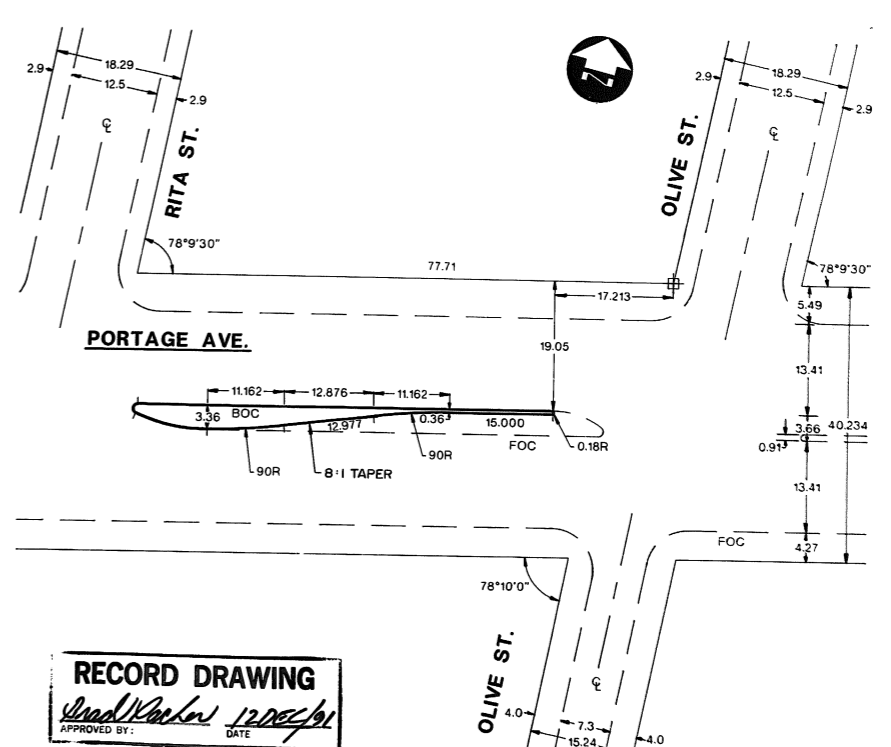 18.29
2.9
12.5
2.9
℄
RITA ST.
78°9'30"
N
18.29
2.9
12.5
2.9
℄
OLIVE ST.
78°9'30"
77.71
17.213
5.49
PORTAGE AVE.
19.05
13.41
11.162 12.876 11.162
3.36
BOC
0.36
15.000
12.977
FOC
0.18R
3.66
40.234
0.91
90R
8:1 TAPER
90R
13.41
FOC
4.27
78°10'0"
OLIVE ST.
℄
4.0
7.3
15.24
4.0
RECORD DRAWING
12 DEC/91
APPROVED BY: DATE